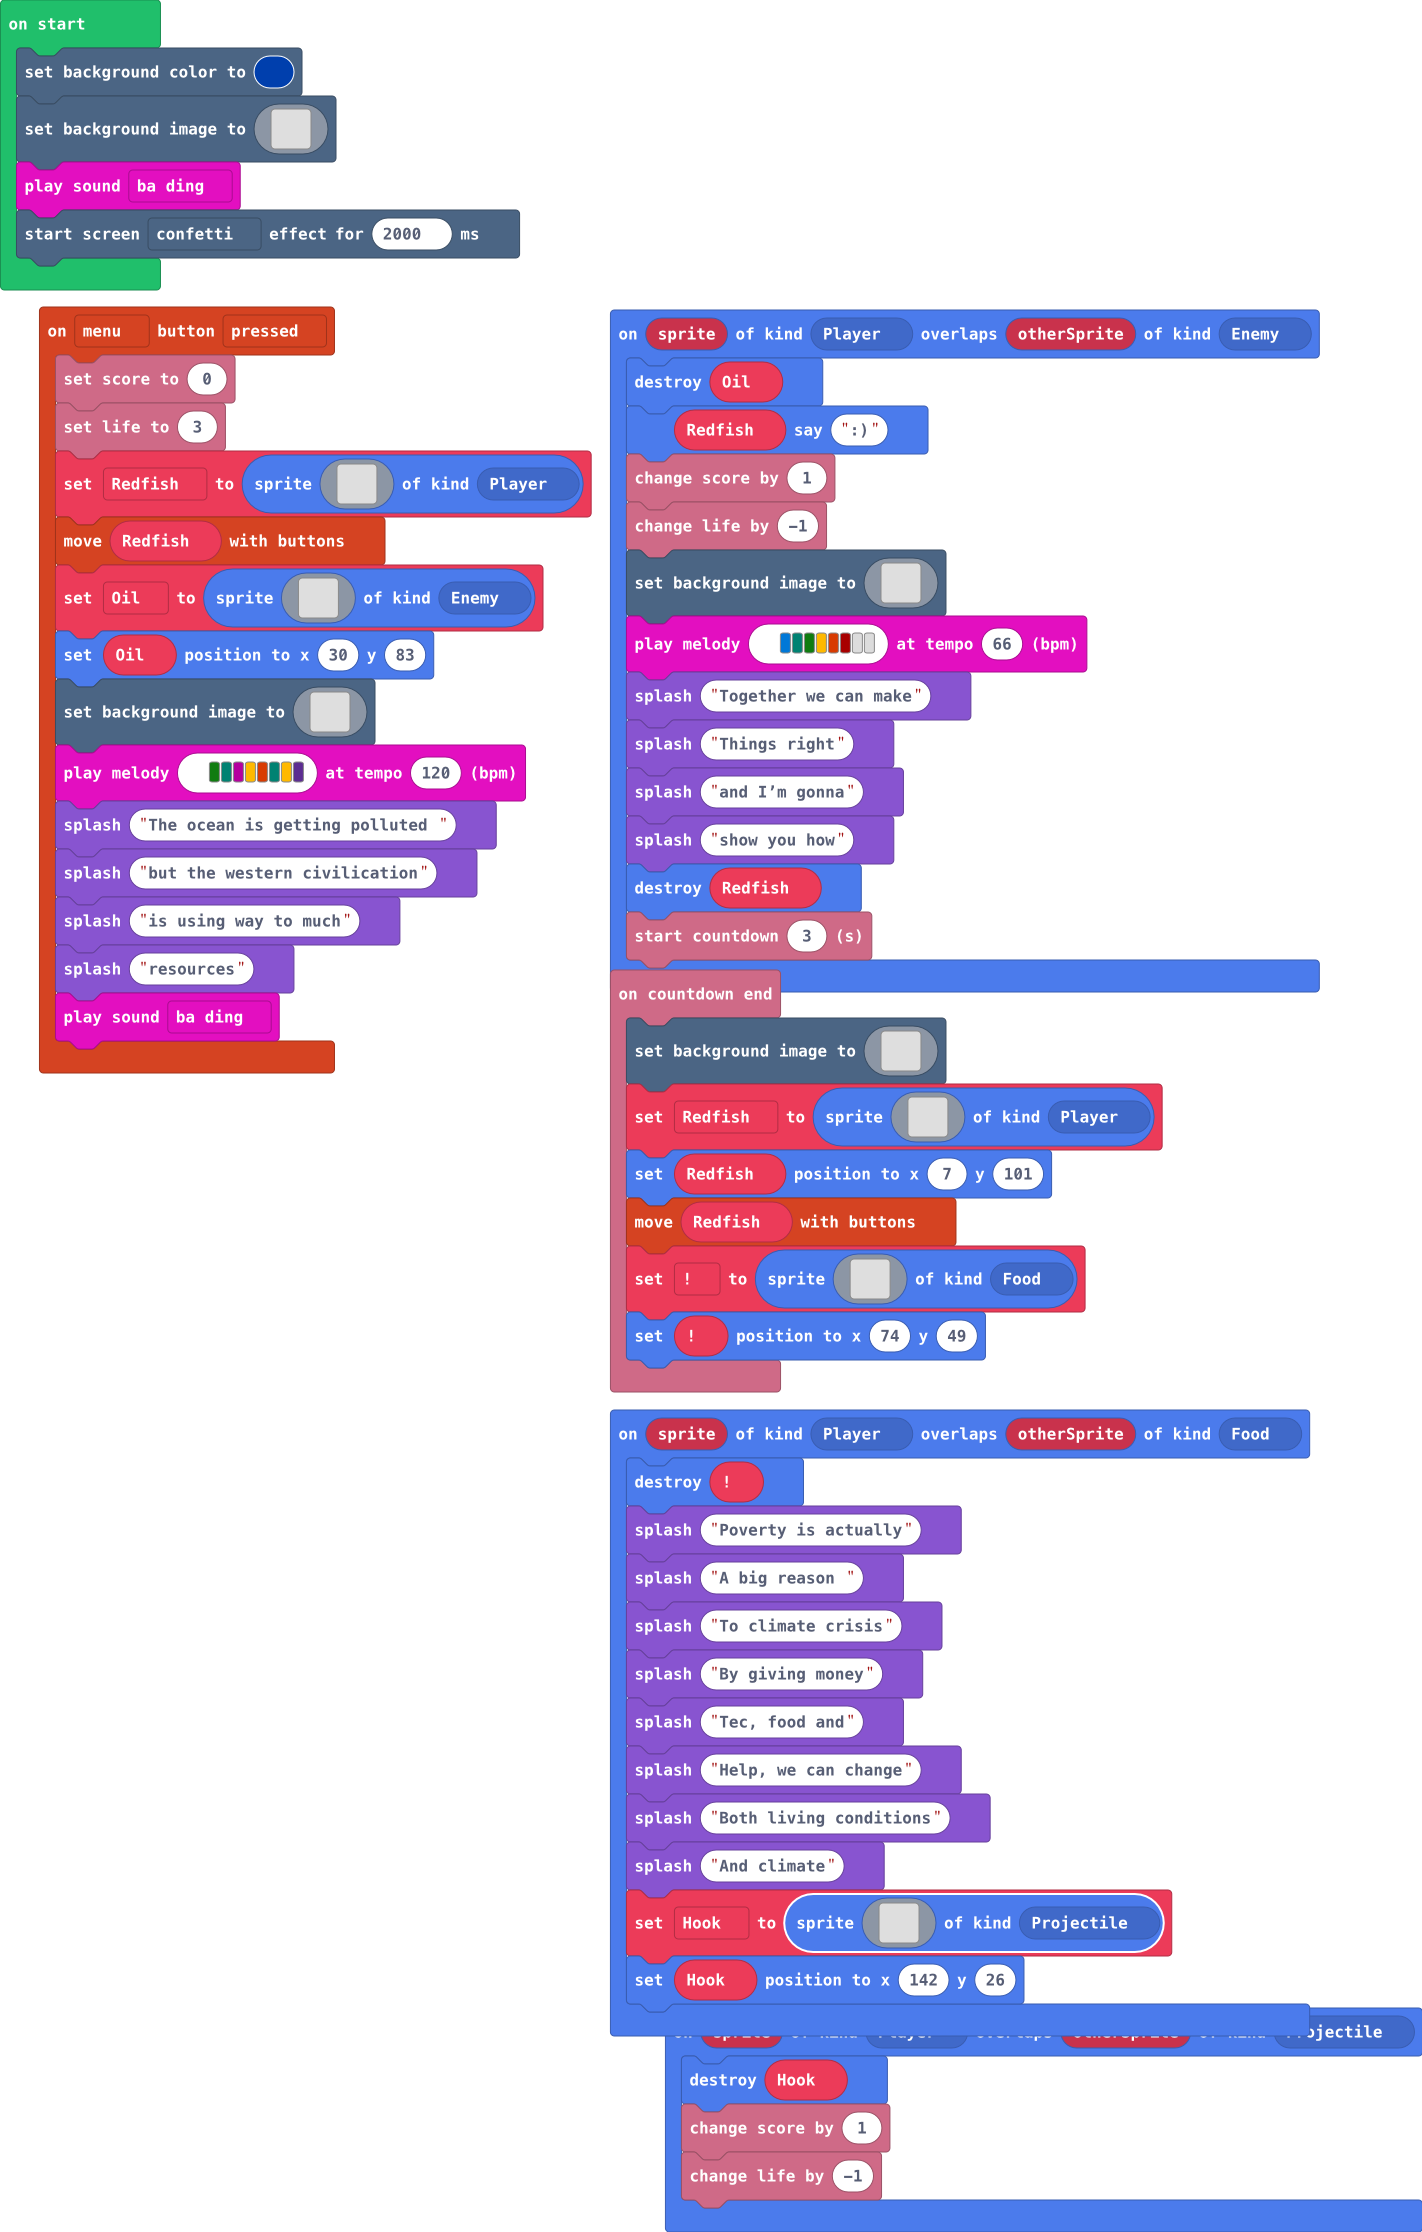 on start
set background color to
set background image to
play sound ba ding
start screen confetti effect for 2000 ms
on menu button pressed
set score to 0
set life to 3
set Redfish to sprite of kind Player
move Redfish with buttons
set Oil to sprite of kind Enemy
set Oil position to x 30 y 83
set background image to
play melody at tempo 120 (bpm)
splash "The ocean is getting polluted "
splash "but the western civilication"
splash "is using way to much"
splash "resources"
play sound ba ding
on sprite of kind Player overlaps otherSprite of kind Enemy
destroy Oil
Redfish say ":)"
change score by 1
change life by −1
set background image to
play melody at tempo 66 (bpm)
splash "Together we can make"
splash "Things right"
splash "and I’m gonna"
splash "show you how"
destroy Redfish
start countdown 3 (s)
on countdown end
set background image to
set Redfish to sprite of kind Player
set Redfish position to x 7 y 101
move Redfish with buttons
set ! to sprite of kind Food
set ! position to x 74 y 49
on sprite of kind Player overlaps otherSprite of kind Food
destroy !
splash "Poverty is actually"
splash "A big reason "
splash "To climate crisis"
splash "By giving money"
splash "Tec, food and"
splash "Help, we can change"
splash "Both living conditions"
splash "And climate"
set Hook to sprite of kind Projectile
set Hook position to x 142 y 26
on sprite of kind Player overlaps otherSprite of kind Projectile
destroy Hook
change score by 1
change life by −1